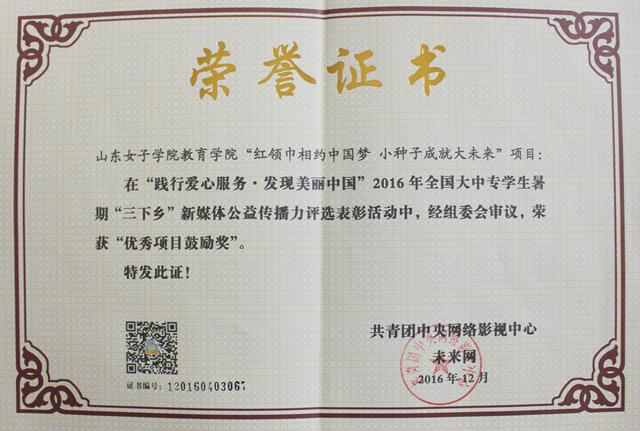 荣誉证书
山东女子学院教育学院“红领巾相约中国梦 小种子成就大未来”项目：
在“践行爱心服务·发现美丽中国”2016年全国大中专学生暑
期“三下乡”新媒体公益传播力评选表彰活动中，经组委会审议，荣
获“优秀项目鼓励奖”。
特发此证！
共青团中央网络影视中心
未来网
2016年12月
证书编号：120160403067